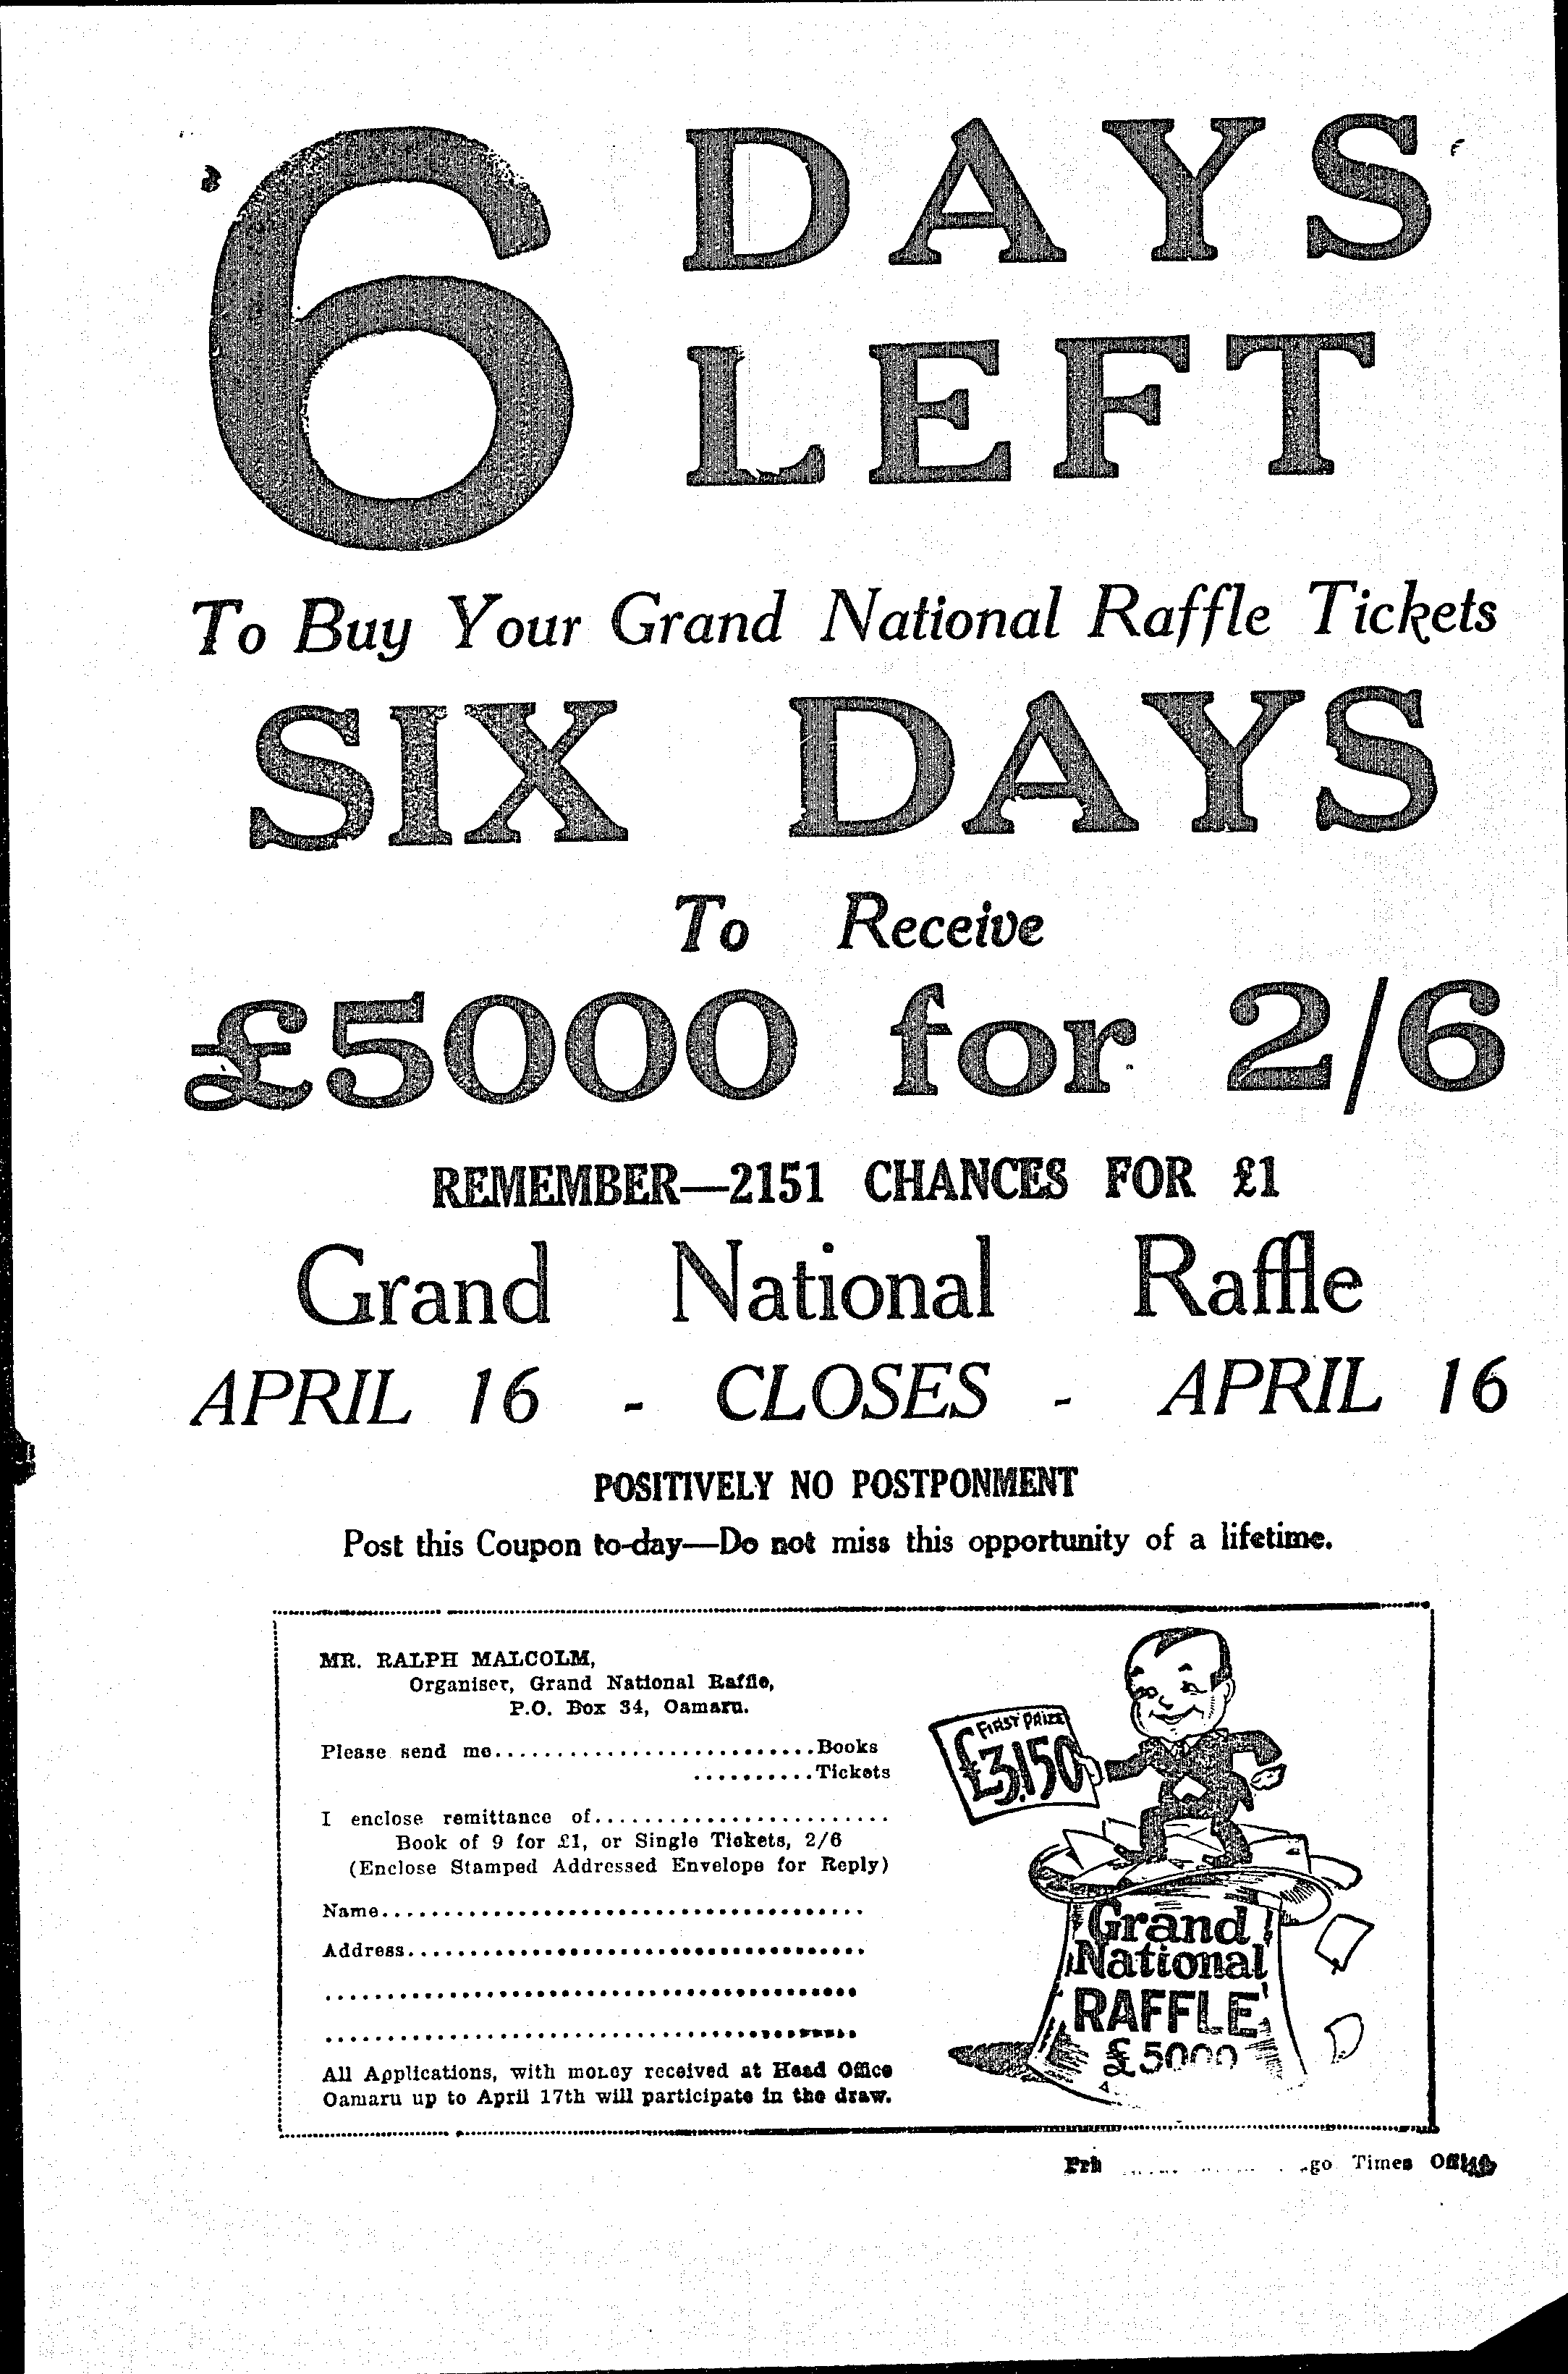 6 DAYS
LEFT
To Buy Your Grand National Raffle Tickets
SIX DAYS
To Receive
£5000 for 2/6
REMEMBER—2151 CHANCES FOR £1
Grand National Raffle
APRIL 16 - CLOSES - APRIL 16
POSITIVELY NO POSTPONMENT
Post this Coupon to-day—Do not miss this opportunity of a lifetime.
MR. RALPH MALCOLM,
Organiser, Grand National Raffle,
P.O. Box 34, Oamaru.
Please send me...........................Books
..........Tickets
I enclose remittance of........................
Book of 9 for £1, or Single Tickets, 2/6
(Enclose Stamped Addressed Envelope for Reply)
Name.......................................
Address.....................................
...........................................
...........................................
All Applications, with money received at Head Office
Oamaru up to April 17th will participate in the draw.
FIRST PRIZE
£3,150
Grand
National
RAFFLE
£5000
Times Office